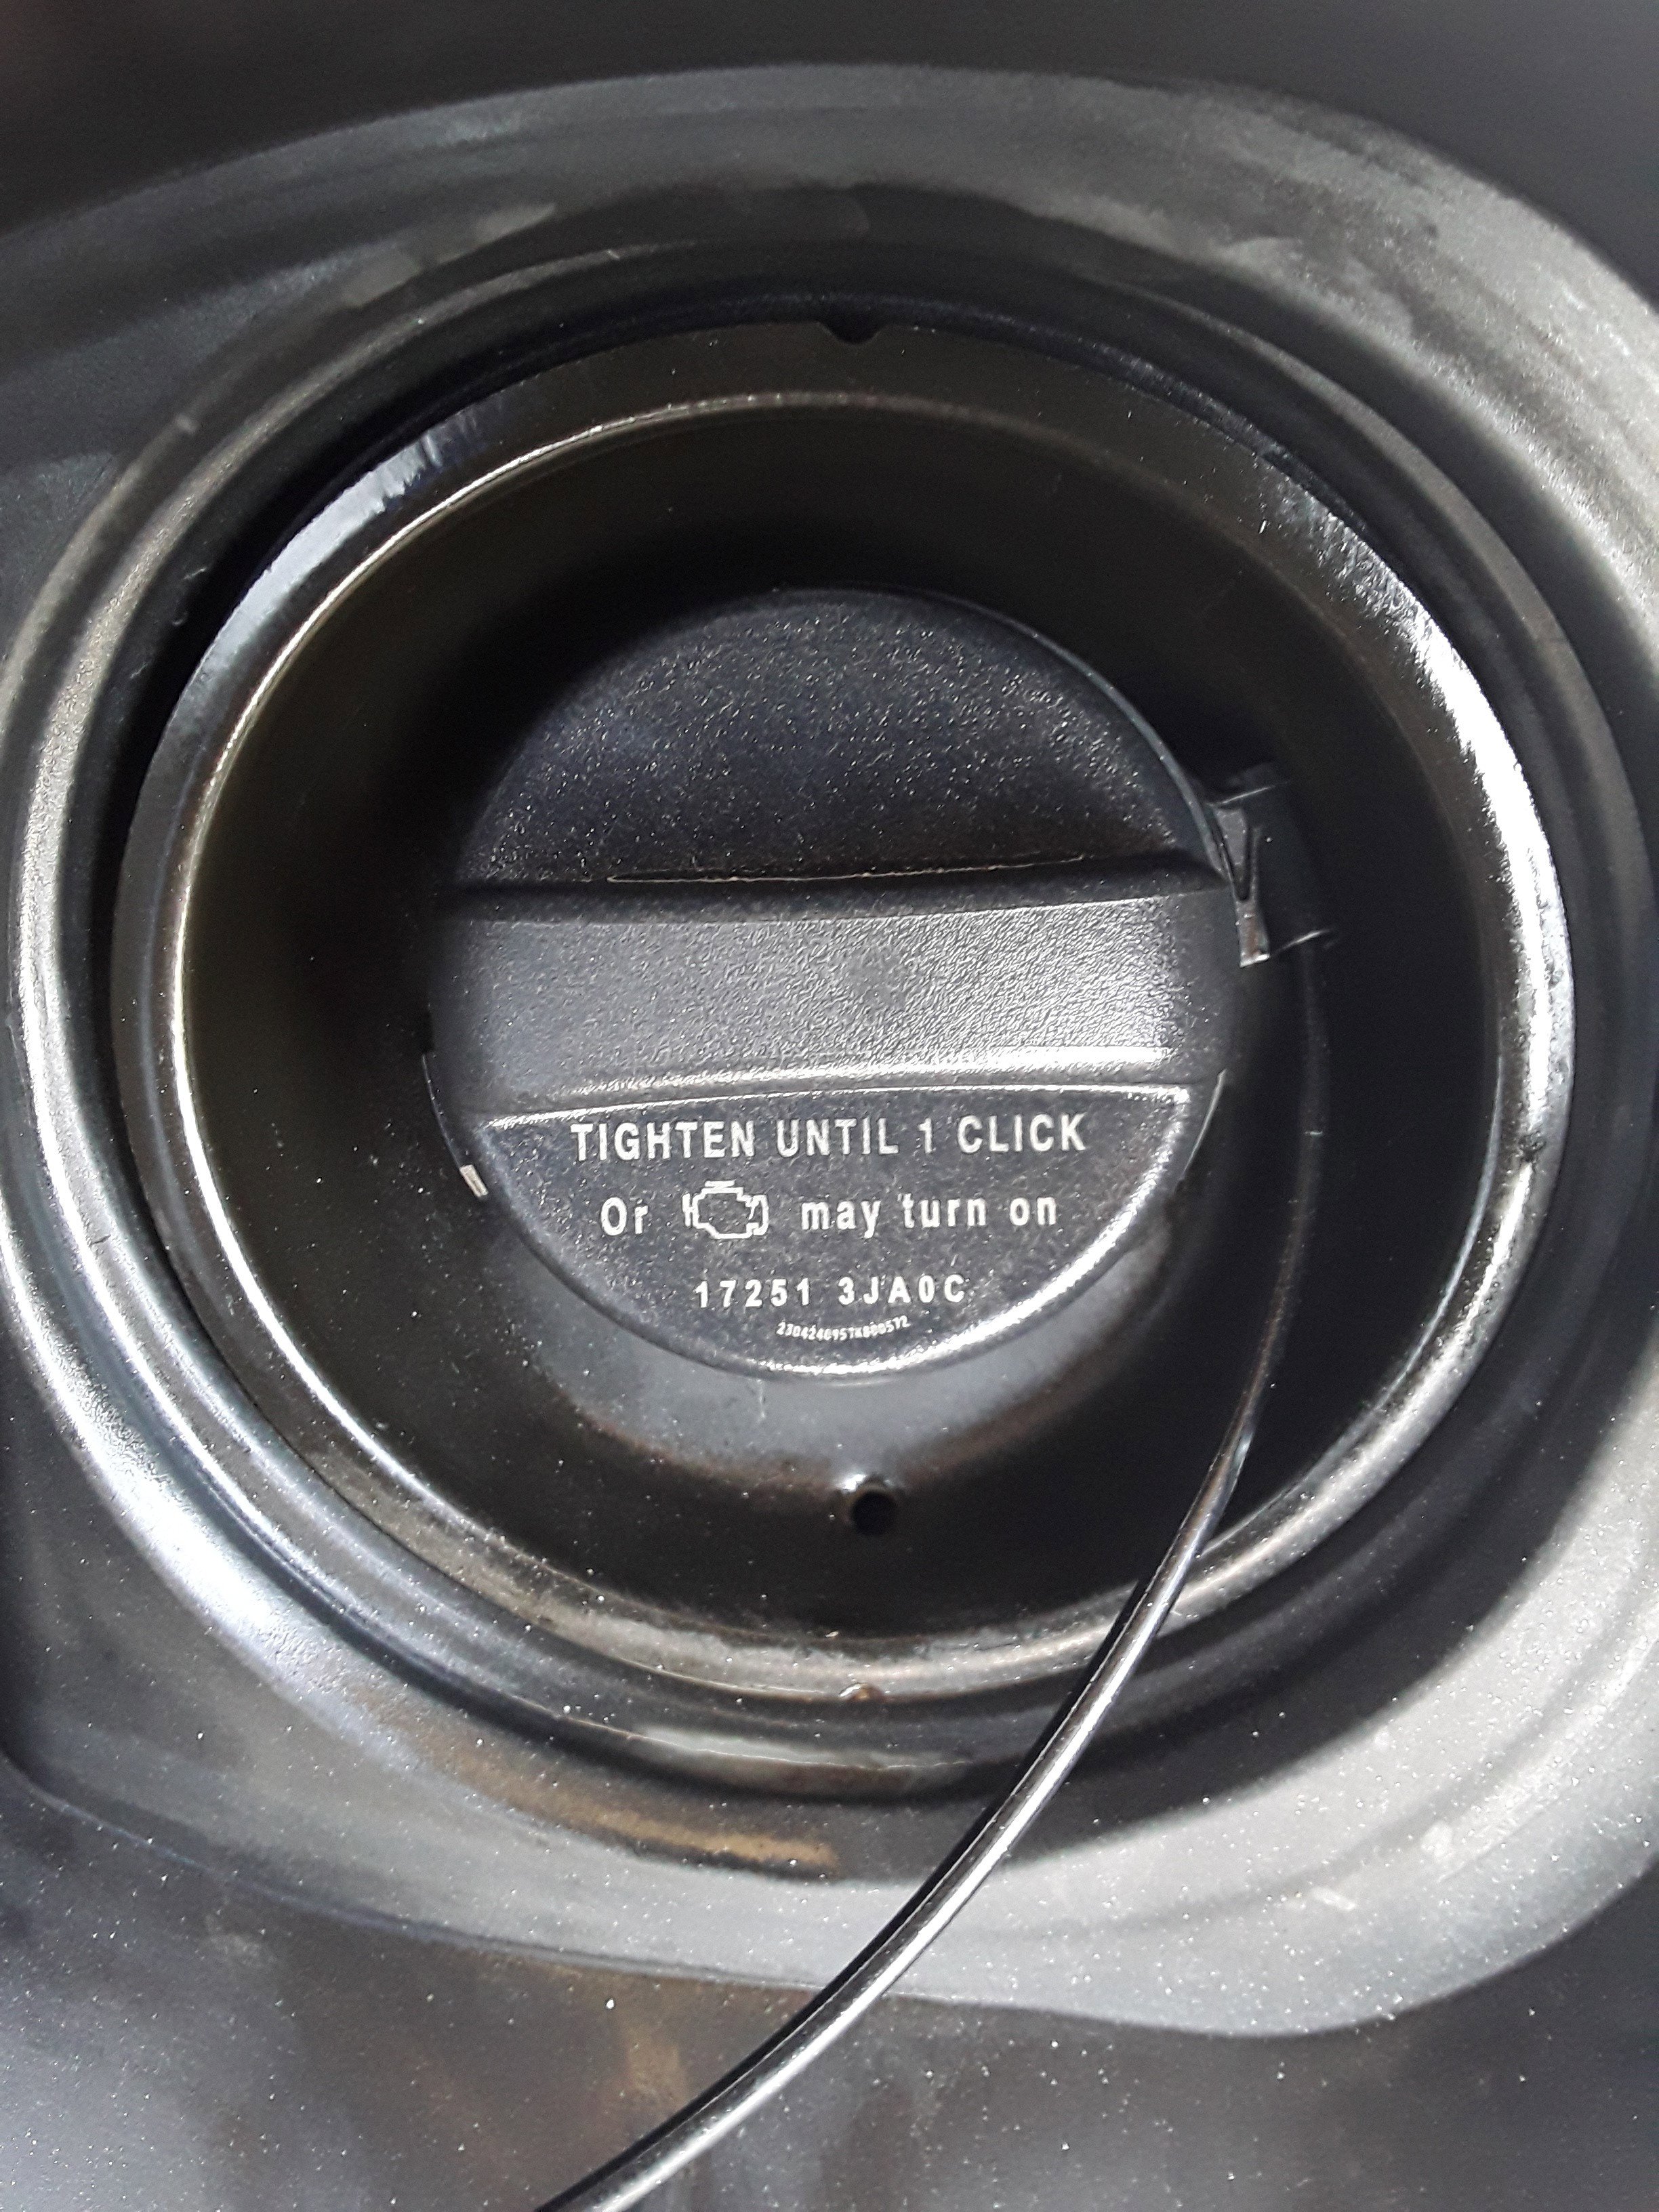 TIGHTEN UNTIL 1 CLICK
Or may turn on
17251 3JA0C